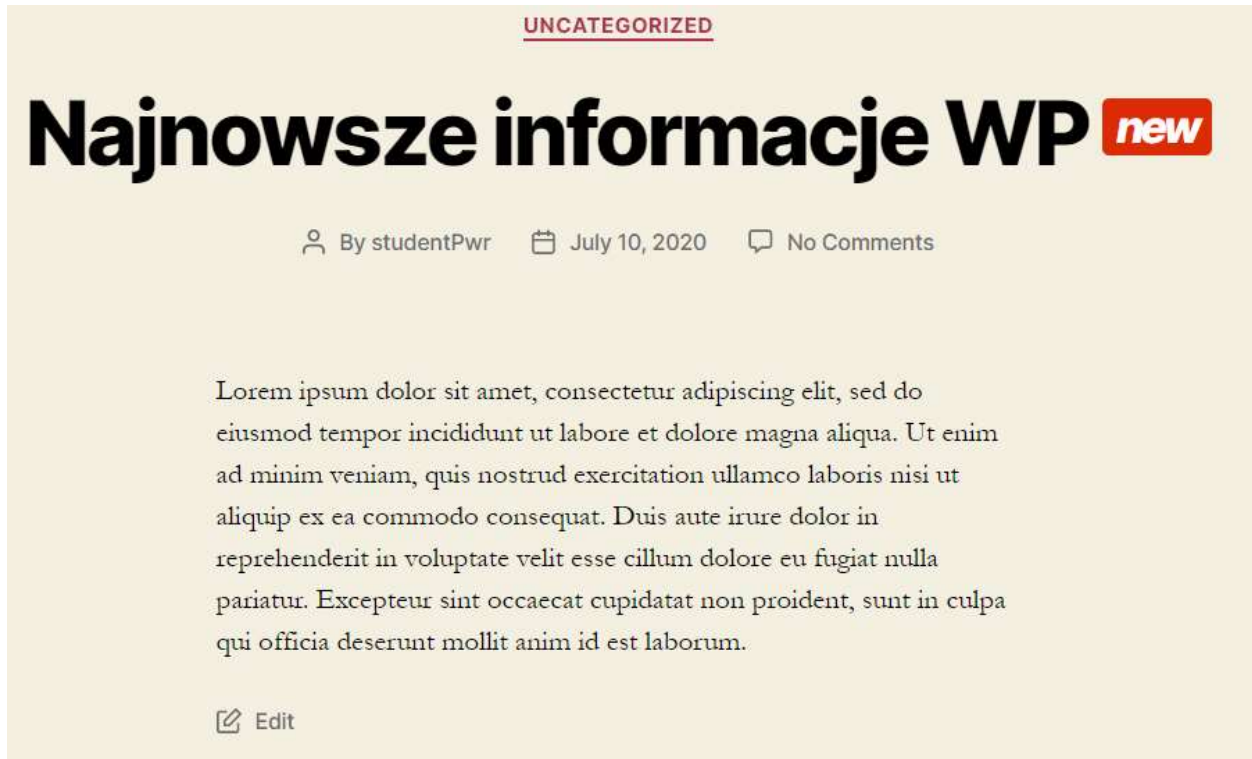 UNCATEGORIZED
Najnowsze informacje WP new
By studentPwr July 10, 2020 No Comments
Lorem ipsum dolor sit amet, consectetur adipiscing elit, sed do
eiusmod tempor incididunt ut labore et dolore magna aliqua. Ut enim
ad minim veniam, quis nostrud exercitation ullamco laboris nisi ut
aliquip ex ea commodo consequat. Duis aute irure dolor in
reprehenderit in voluptate velit esse cillum dolore eu fugiat nulla
pariatur. Excepteur sint occaecat cupidatat non proident, sunt in culpa
qui officia deserunt mollit anim id est laborum.
Edit